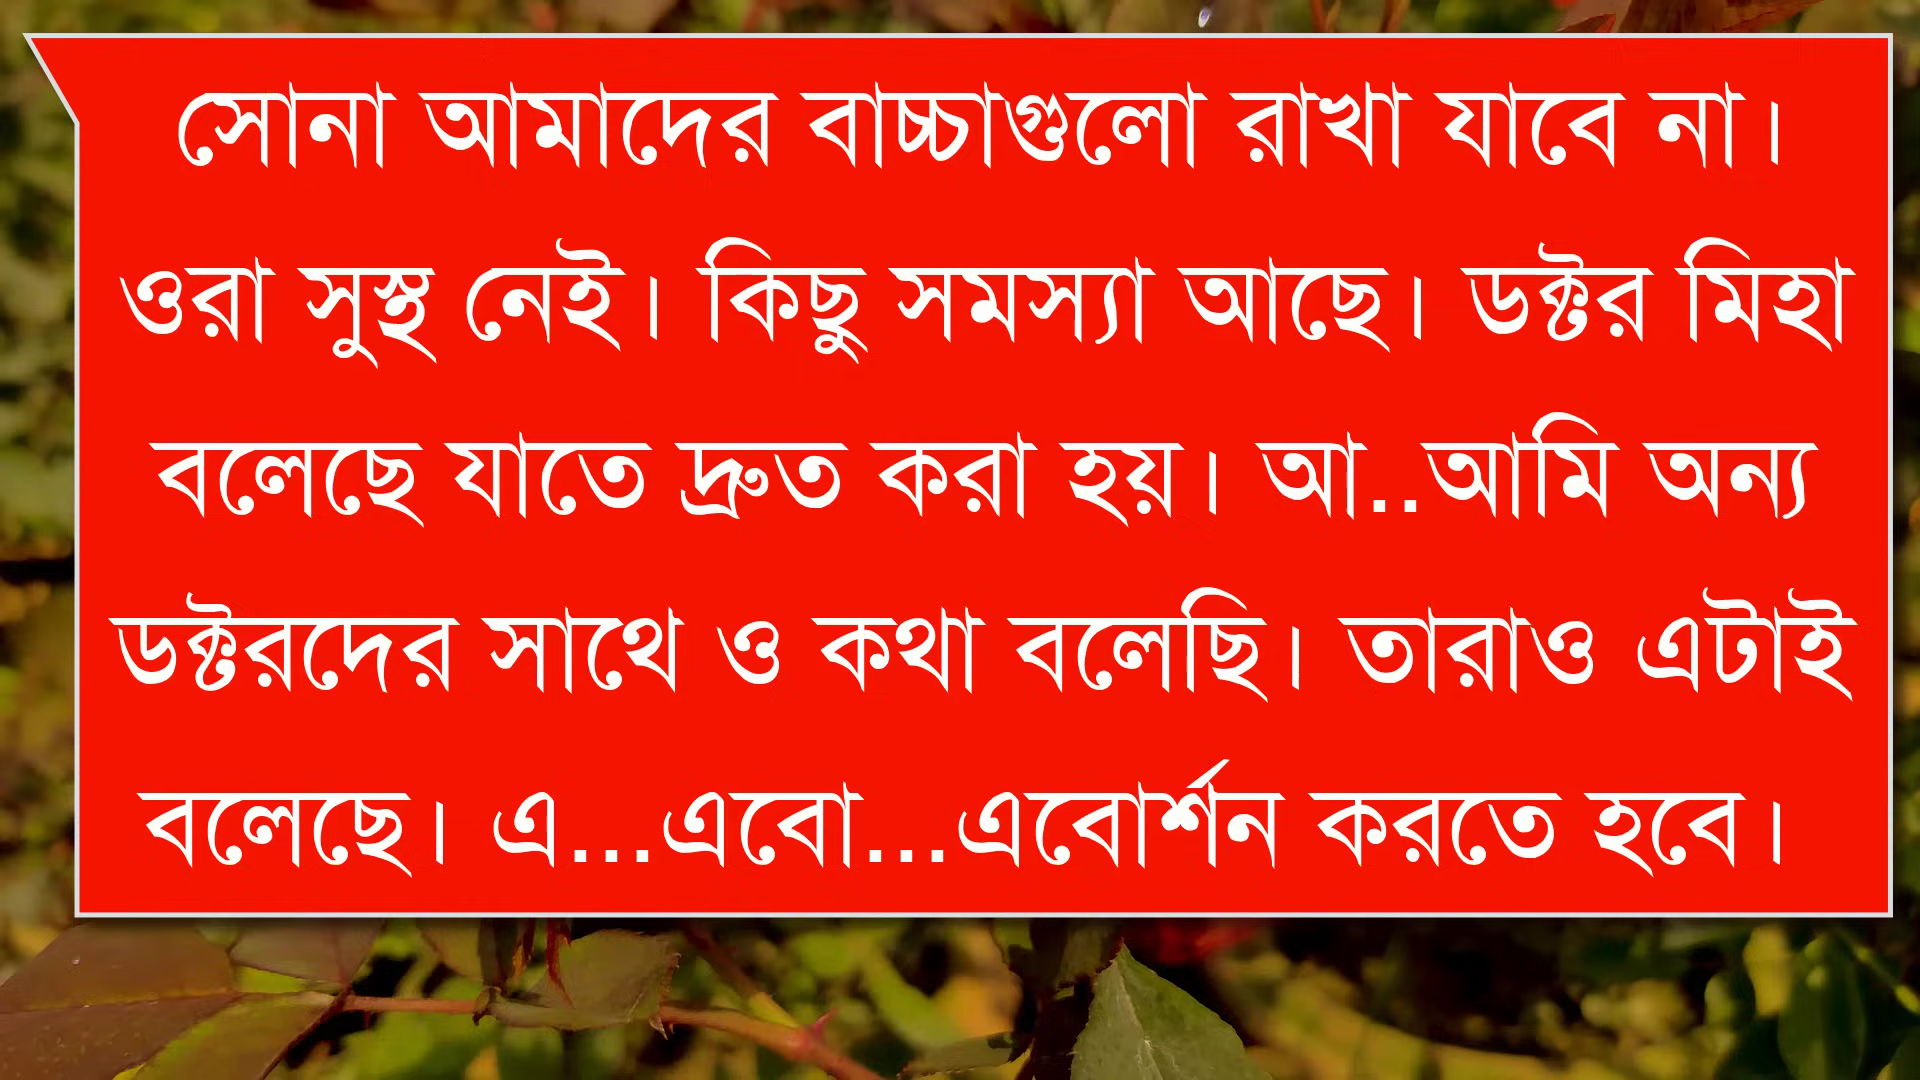 সোনা আমাদের বাচ্চাগুলো রাখা যাবে না।
ওরা সুস্থ নেই। কিছু সমস্যা আছে। ডক্টর মিহা
বলেছে যাতে দ্রুত করা হয়। আ..আমি অন্য
ডক্টরদের সাথে ও কথা বলেছি। তারাও এটাই
বলেছে। এ...এবো...এবোর্শন করতে হবে।